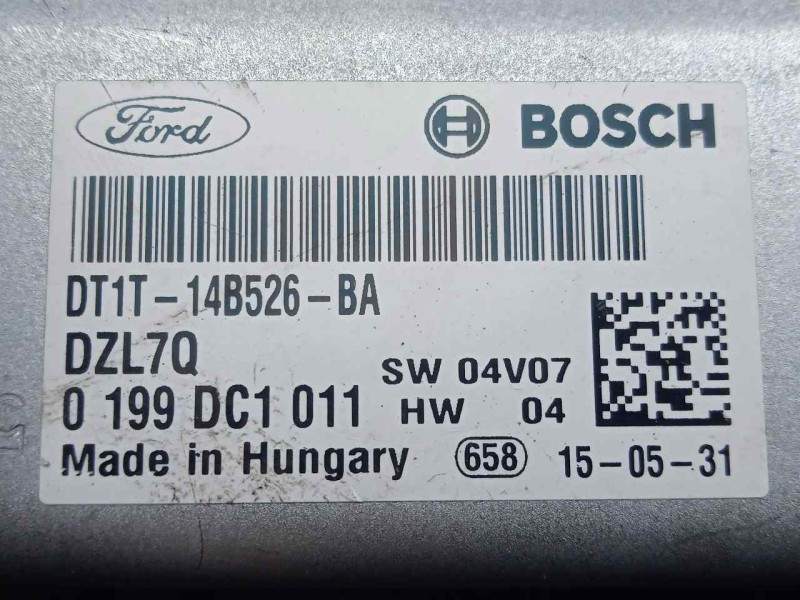 Ford BOSCH
DT1T-14B526-BA
DZL7Q
SW 04V07
0 199 DC1 011 HW 04
Made in Hungary 658 15-05-31